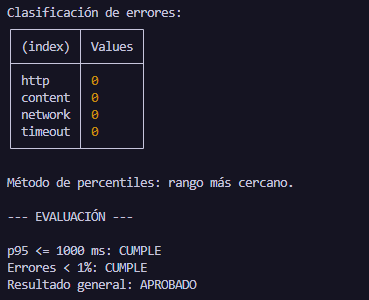 Clasificación de errores:
(index) Values
http 0
content 0
network 0
timeout 0
Método de percentiles: rango más cercano.
--- EVALUACIÓN ---
p95 <= 1000 ms: CUMPLE
Errores < 1%: CUMPLE
Resultado general: APROBADO